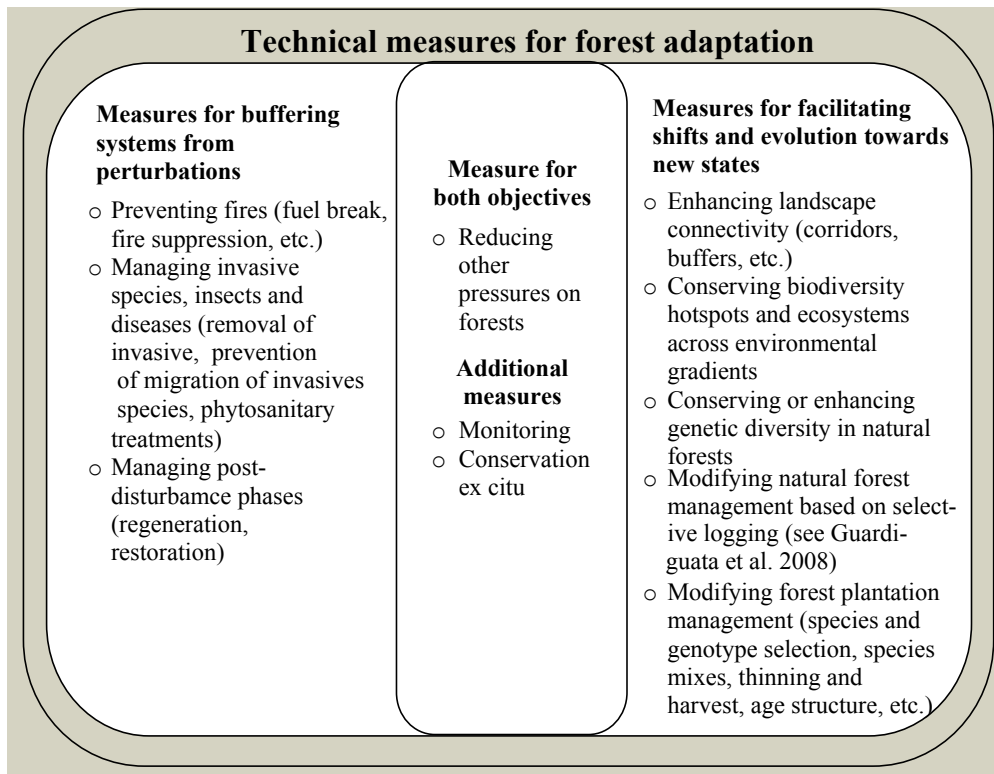 Technical measures for forest adaptation
Measures for buffering
systems from
perturbations
o Preventing fires (fuel break,
fire suppression, etc.)
o Managing invasive
species, insects and
diseases (removal of
invasive, prevention
of migration of invasives
species, phytosanitary
treatments)
o Managing post-
disturbamce phases
(regeneration,
restoration)
Measure for
both objectives
o Reducing
other
pressures on
forests
Additional
measures
o Monitoring
o Conservation
ex citu
Measures for facilitating
shifts and evolution towards
new states
o Enhancing landscape
connectivity (corridors,
buffers, etc.)
o Conserving biodiversity
hotspots and ecosystems
across environmental
gradients
o Conserving or enhancing
genetic diversity in natural
forests
o Modifying natural forest
management based on select-
ive logging (see Guardi-
guata et al. 2008)
o Modifying forest plantation
management (species and
genotype selection, species
mixes, thinning and
harvest, age structure, etc.)